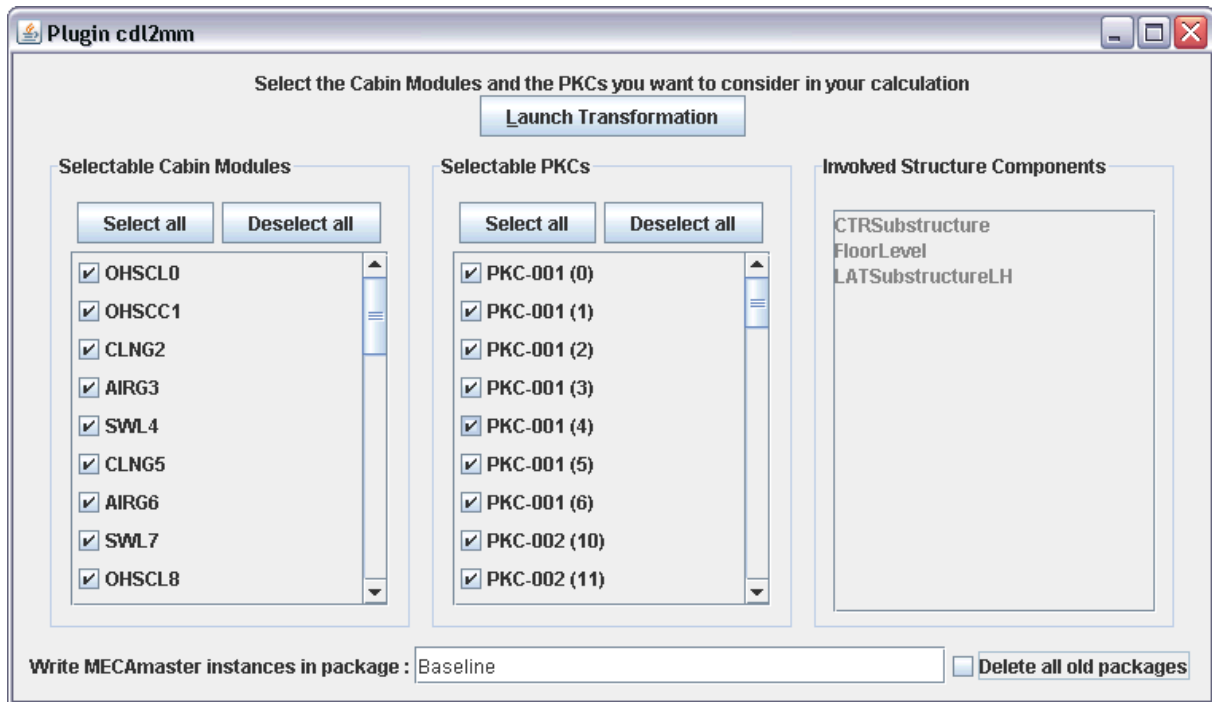 Plugin cdl2mm
Select the Cabin Modules and the PKCs you want to consider in your calculation
Launch Transformation
Selectable Cabin Modules
Select all
Deselect all
OHSCL0
OHSCC1
CLNG2
AIRG3
SWL4
CLNG5
AIRG6
SWL7
OHSCL8
Selectable PKCs
Select all
Deselect all
PKC-001 (0)
PKC-001 (1)
PKC-001 (2)
PKC-001 (3)
PKC-001 (4)
PKC-001 (5)
PKC-001 (6)
PKC-002 (10)
PKC-002 (11)
Involved Structure Components
CTRSubstructure
FloorLevel
LATSubstructureLH
Write MECAmaster instances in package : Baseline
Delete all old packages